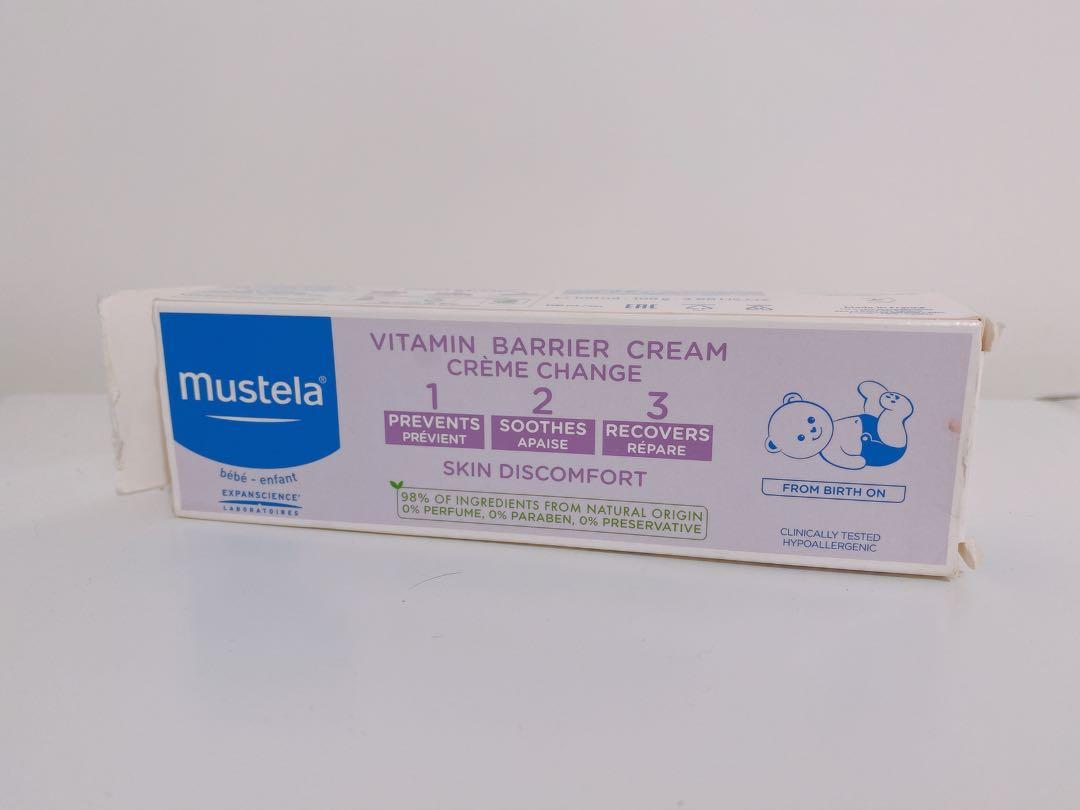 EAC
mustela®
bébé - enfant
EXPANSCIENCE®
LABORATOIRES
VITAMIN BARRIER CREAM
CRÈME CHANGE
1 2 3
PREVENTS SOOTHES RECOVERS
PRÉVIENT APAISE RÉPARE
SKIN DISCOMFORT
98% OF INGREDIENTS FROM NATURAL ORIGIN
0% PERFUME, 0% PARABEN, 0% PRESERVATIVE
FROM BIRTH ON
CLINICALLY TESTED
HYPOALLERGENIC